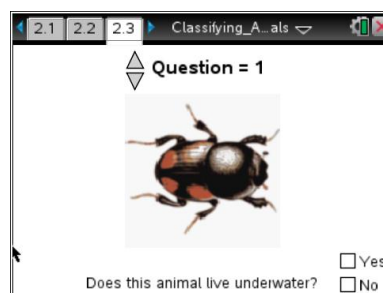 2.1 2.2 2.3 Classifying_A...als
Question = 1
Yes
Does this animal live underwater? No